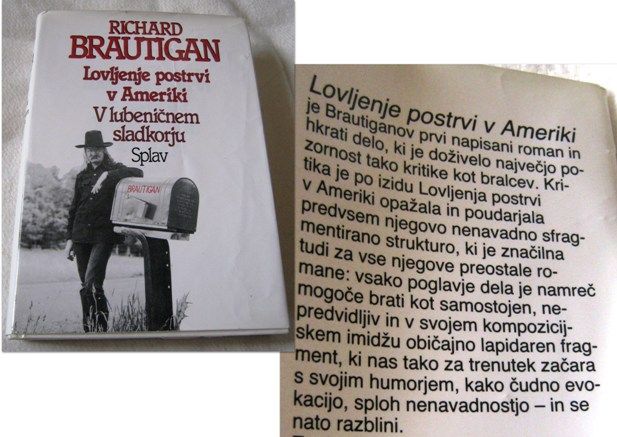 RICHARD
BRAUTIGAN
Lovljenje postrvi
v Ameriki
V lubeničnem
sladkorju
Splav
BRAUTIGAN
Lovljenje postrvi v Ameriki
je Brautiganov prvi napisani roman in
hkrati delo, ki je doživelo največjo po-
zornost tako kritike kot bralcev. Kri-
tika je po izidu Lovljenja postrvi
v Ameriki opažala in poudarjala
predvsem njegovo nenavadno sfrag-
mentirano strukturo, ki je značilna
tudi za vse njegove preostale ro-
mane: vsako poglavje dela je namreč
mogoče brati kot samostojen, ne-
predvidljiv in v svojem kompozicij-
skem imidžu običajno lapidaren frag-
ment, ki nas tako za trenutek začara
s svojim humorjem, kako čudno evo-
kacijo, sploh nenavadnostjo – in se
nato razblini.